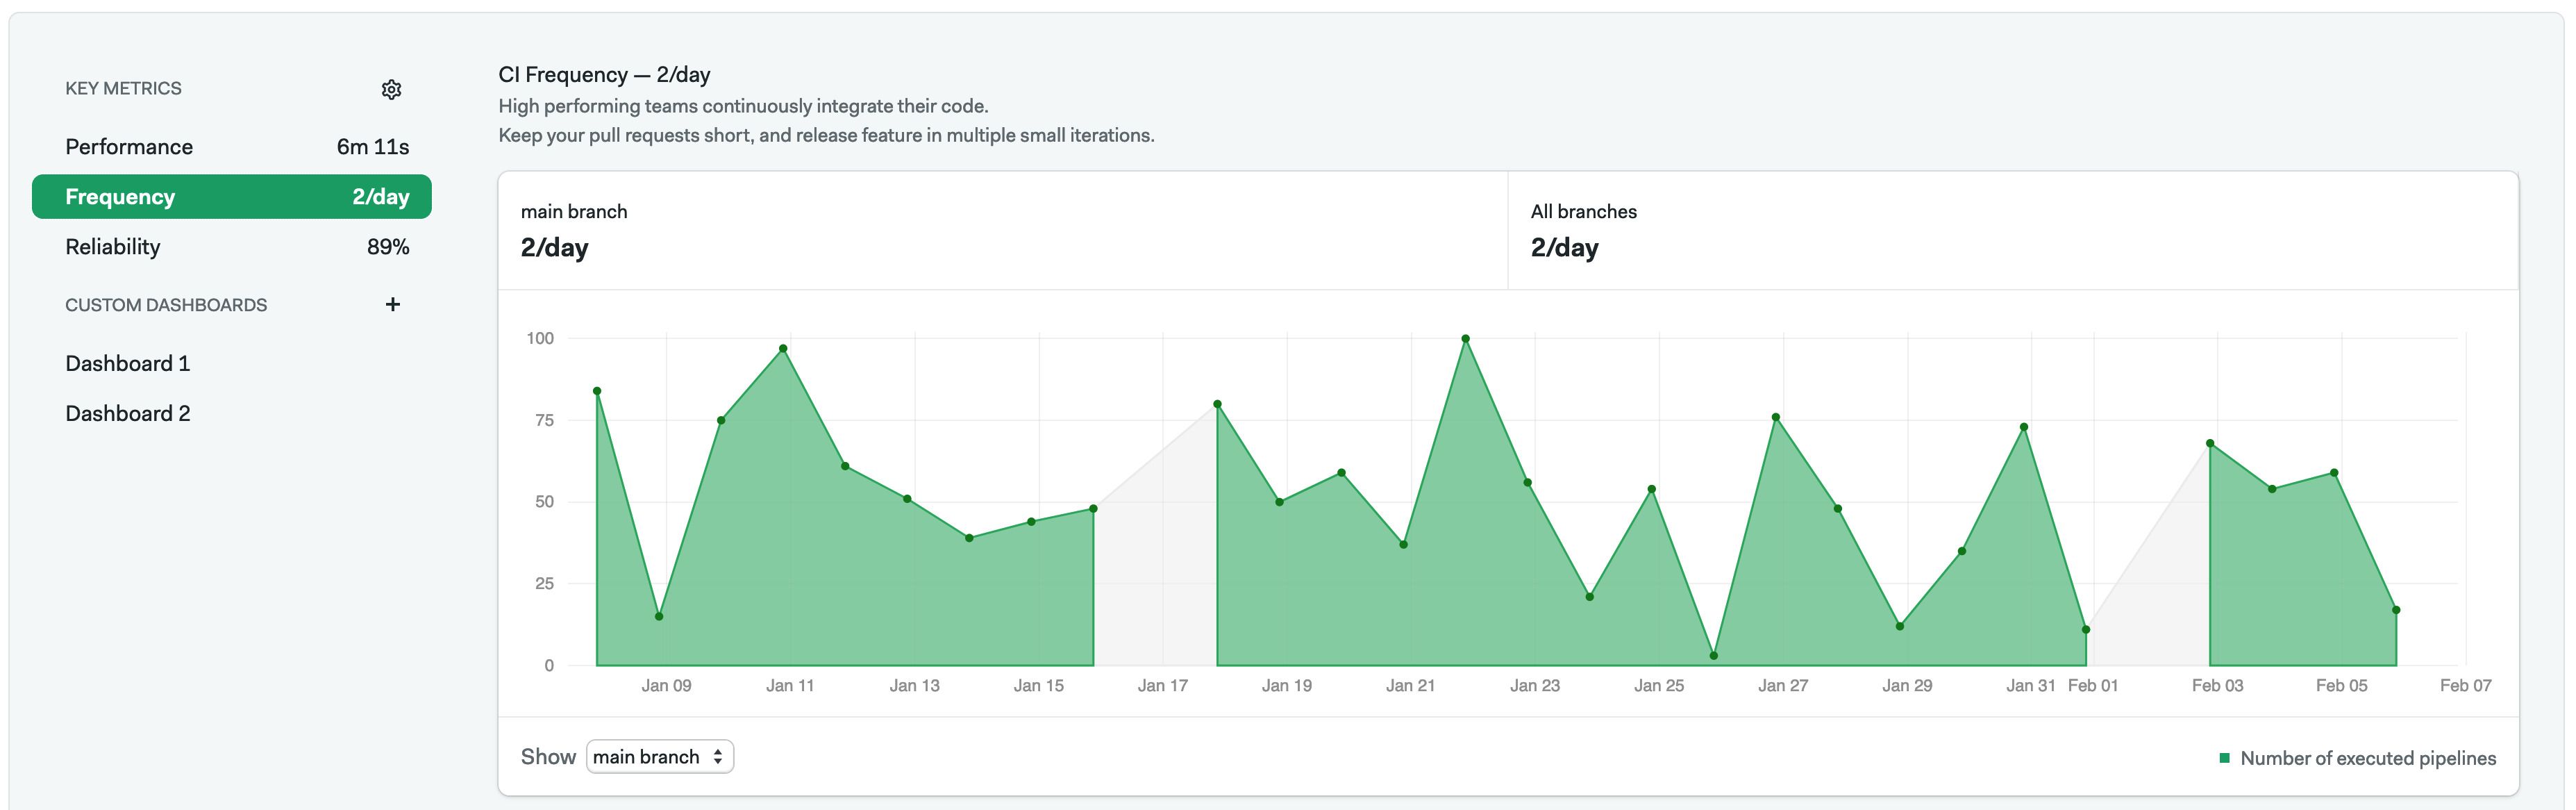 KEY METRICS
Performance 6m 11s
Frequency 2/day
Reliability 89%
CUSTOM DASHBOARDS +
Dashboard 1
Dashboard 2
CI Frequency — 2/day
High performing teams continuously integrate their code.
Keep your pull requests short, and release feature in multiple small iterations.
main branch
2/day
All branches
2/day
100
75
50
25
0
Jan 09 Jan 11 Jan 13 Jan 15 Jan 17 Jan 19 Jan 21 Jan 23 Jan 25 Jan 27 Jan 29 Jan 31 Feb 01 Feb 03 Feb 05 Feb 07
Show main branch
Number of executed pipelines